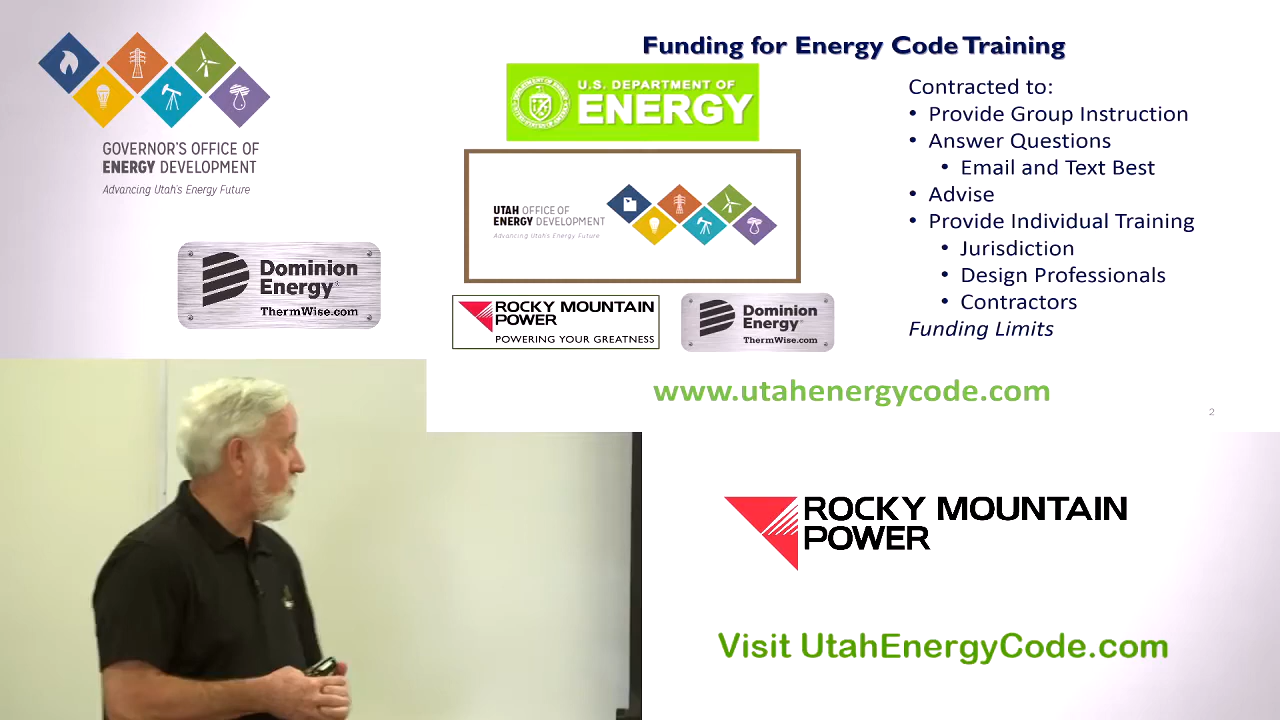 GOVERNOR'S OFFICE OF
ENERGY DEVELOPMENT
Advancing Utah's Energy Future
Dominion
Energy®
ThermWise.com
Funding for Energy Code Training
U.S. DEPARTMENT OF
ENERGY
UTAH OFFICE OF
ENERGY DEVELOPMENT
Advancing Utah's Energy Future
ROCKY MOUNTAIN
POWER
POWERING YOUR GREATNESS
Dominion
Energy®
ThermWise.com
Contracted to:
• Provide Group Instruction
• Answer Questions
• Email and Text Best
• Advise
• Provide Individual Training
• Jurisdiction
• Design Professionals
• Contractors
Funding Limits
www.utahenergycode.com
2
ROCKY MOUNTAIN
POWER
Visit UtahEnergyCode.com